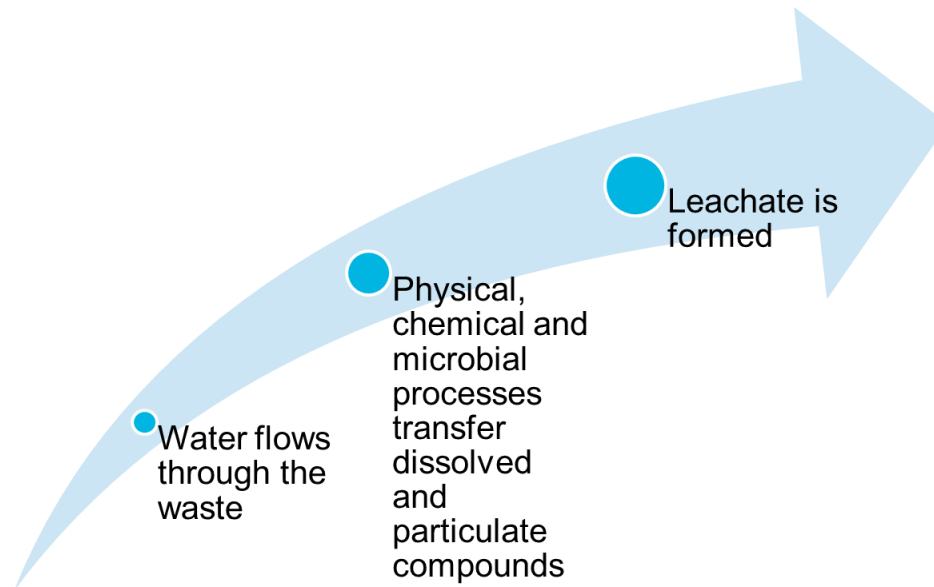 Water flows
through the
waste
Physical,
chemical and
microbial
processes
transfer
dissolved
and
particulate
compounds
Leachate is
formed